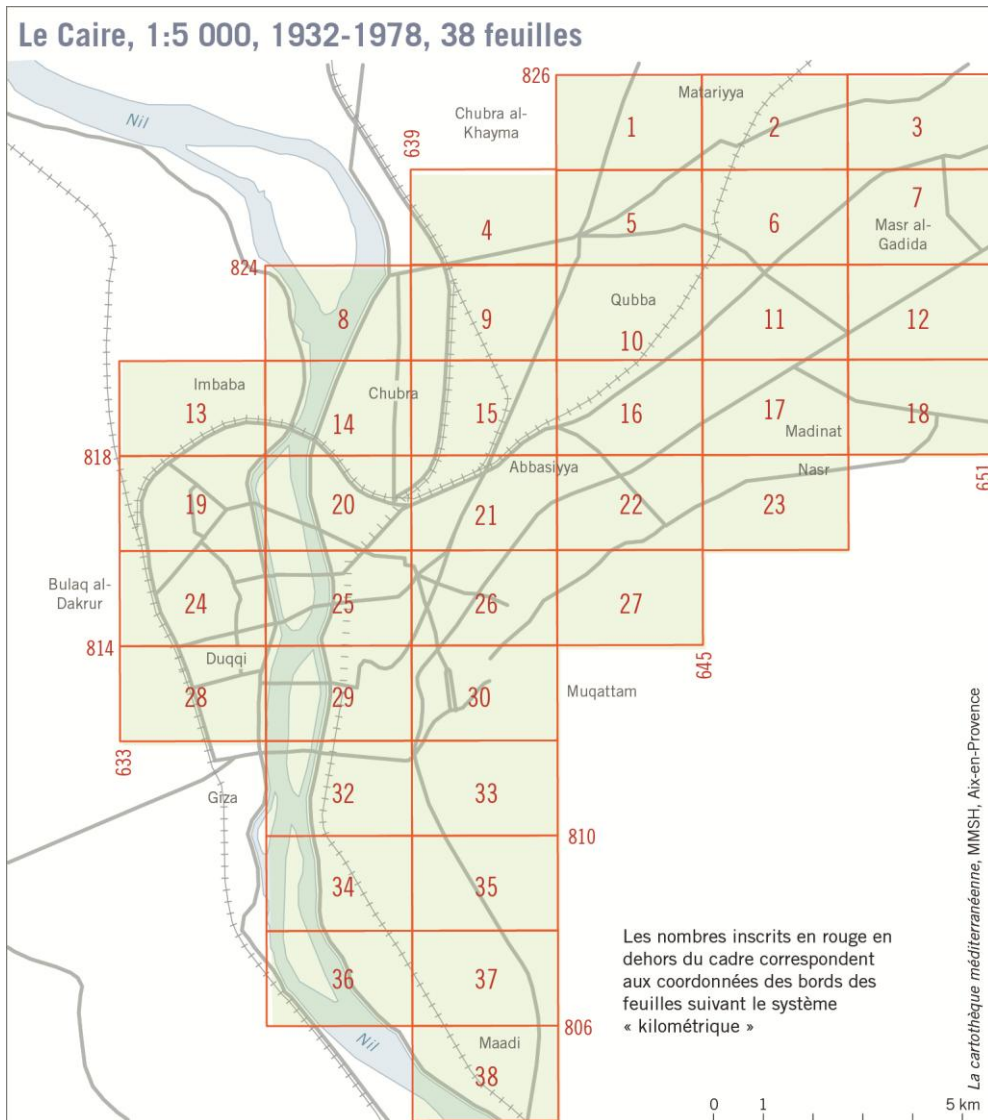 Le Caire, 1:5 000, 1932-1978, 38 feuilles
826
Matariyya
Nil
Chubra al-
Khayma
639
1
2
3
7
4
5
6
Masr al-
Gadida
824
Qubba
8
9
10
11
12
Imbaba
Chubra
13
14
15
16
17
18
Madinat
818
Abbasiyya
Nasr
651
19
20
21
22
23
Bulaq al-
Dakrur
24
25
26
27
814
Duqqi
645
28
29
30
Muqattam
633
Giza
32
33
810
34
35
Les nombres inscrits en rouge en
dehors du cadre correspondent
aux coordonnées des bords des
feuilles suivant le système
« kilométrique »
36
37
806
Nil
Maadi
38
0 1 5 km
La cartothèque méditerranéenne, MMSH, Aix-en-Provence